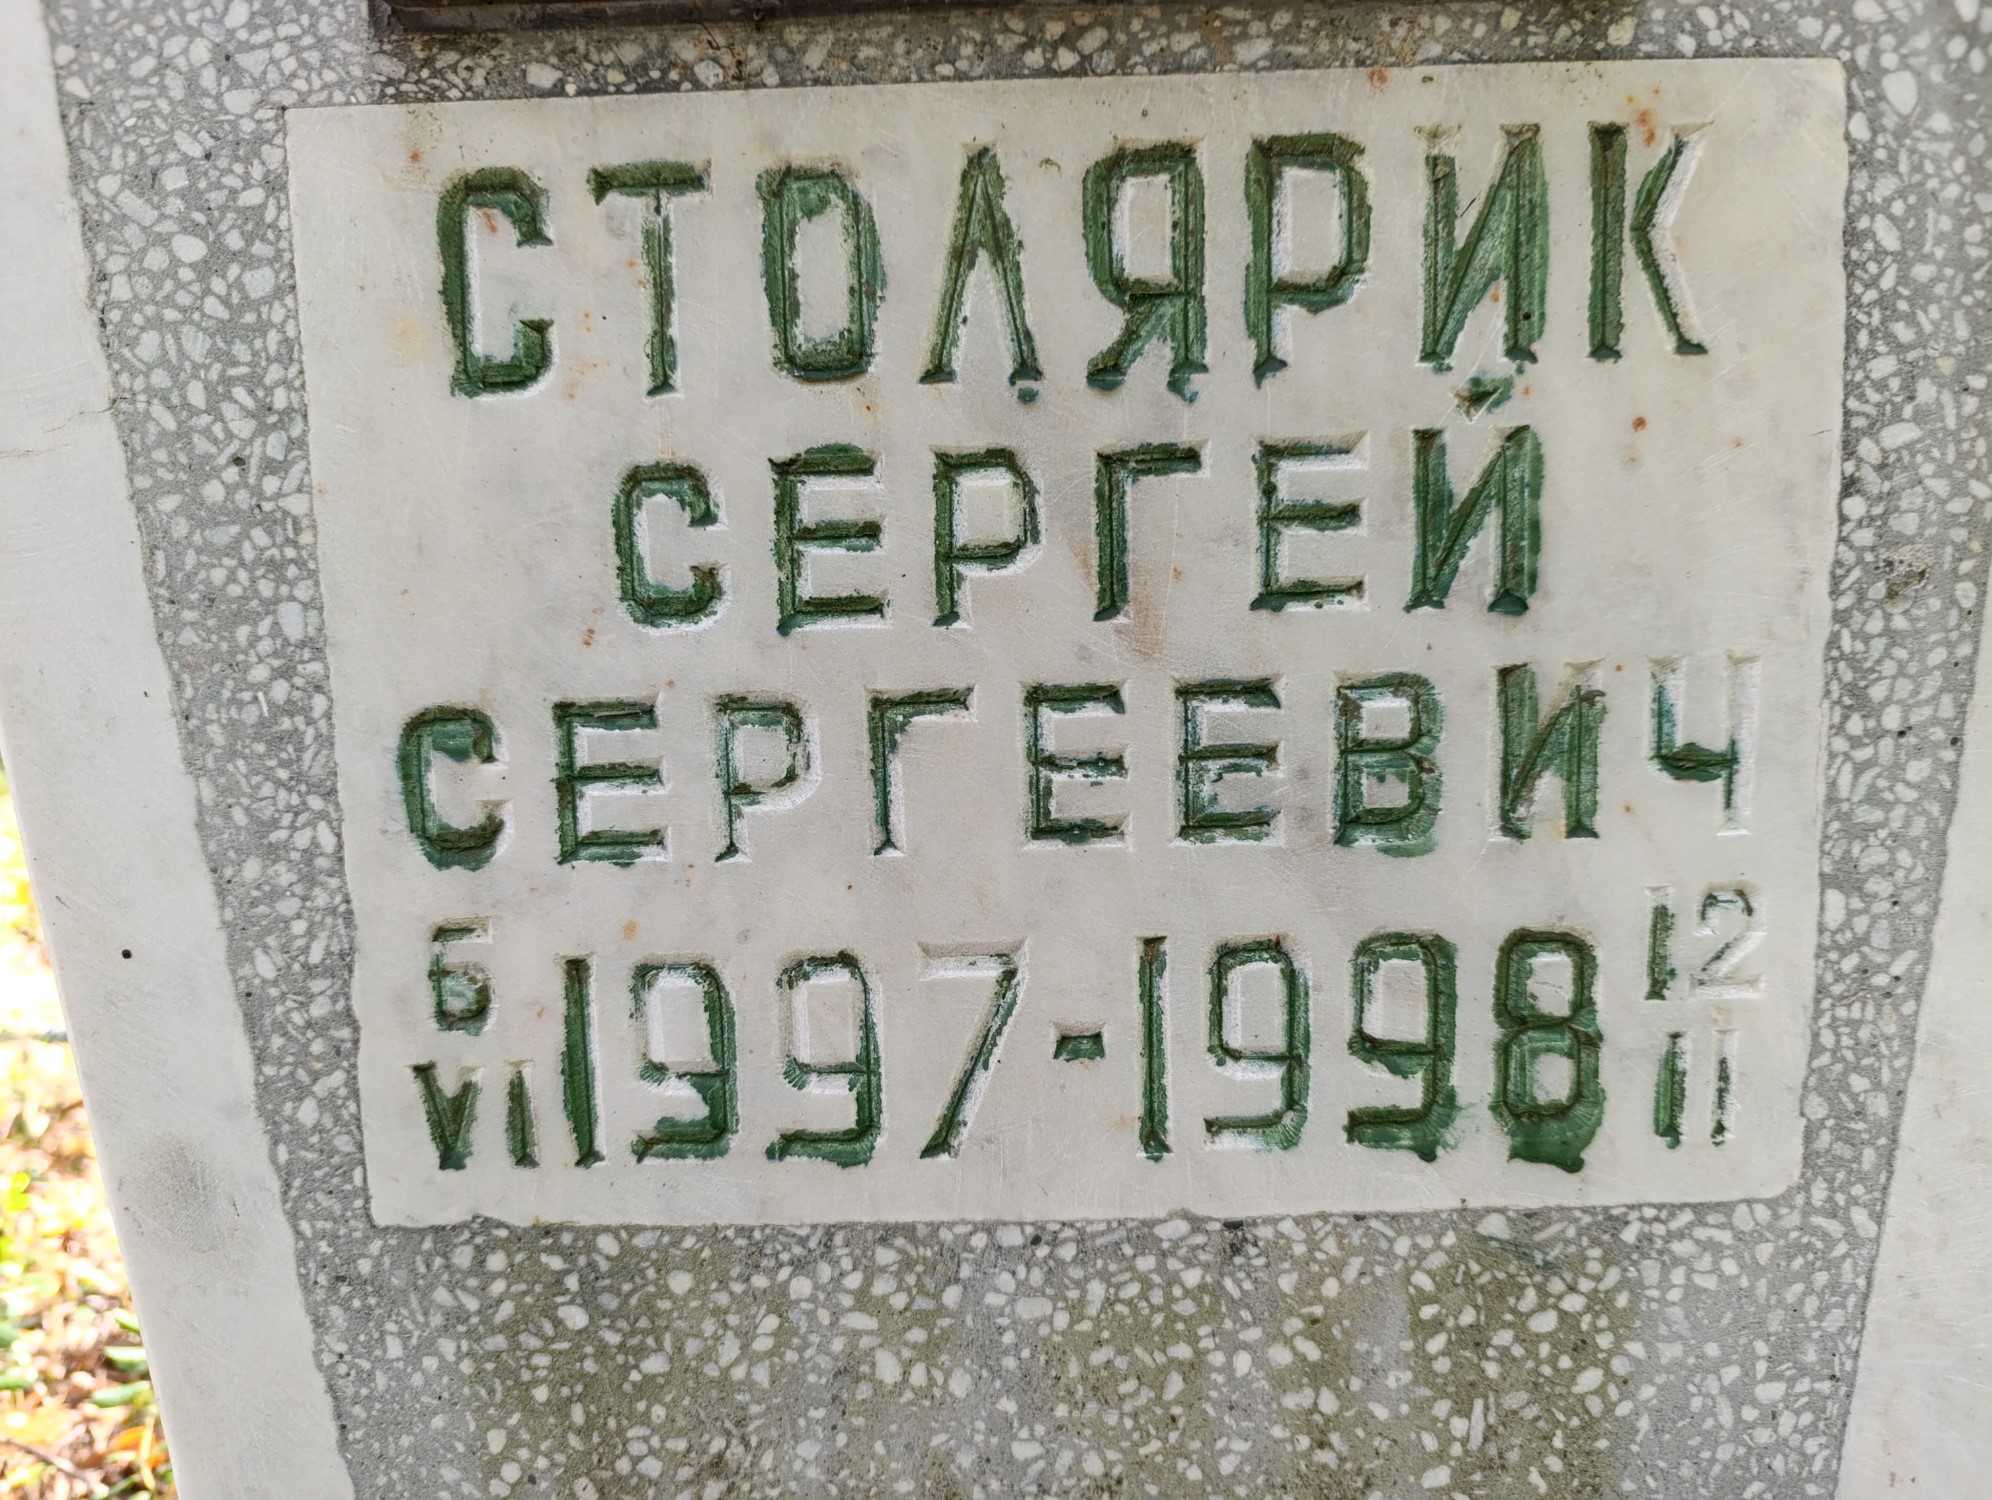 СТОЛЯРИК
СЕРГЕЙ
СЕРГЕЕВИЧ
6 VI 1997-1998 12 II